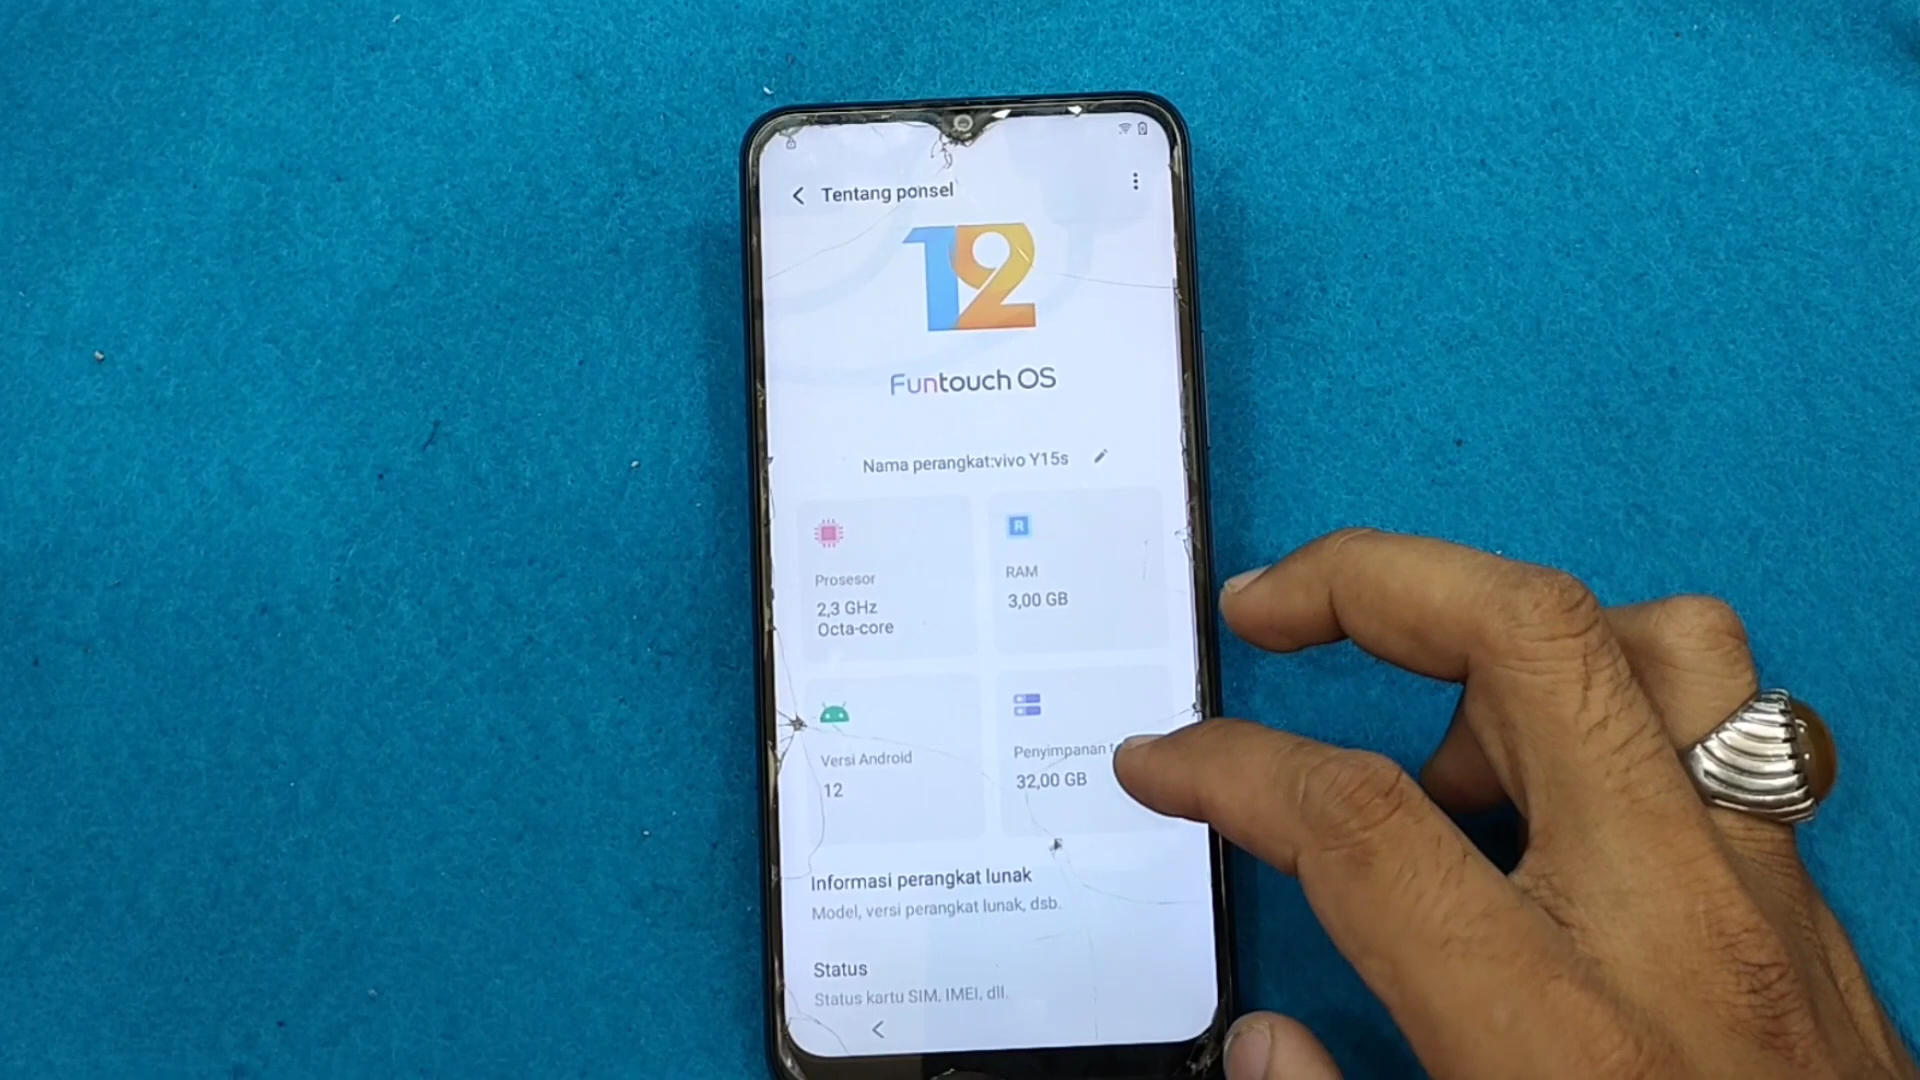 Tentang ponsel
12
Funtouch OS
Nama perangkat:vivo Y15s
R
Prosesor
2,3 GHz
Octa-core
RAM
3,00 GB
Versi Android
12
Penyimpanan
32,00 GB
Informasi perangkat lunak
Model, versi perangkat lunak, dsb.
Status
Status kartu SIM, IMEI, dll.